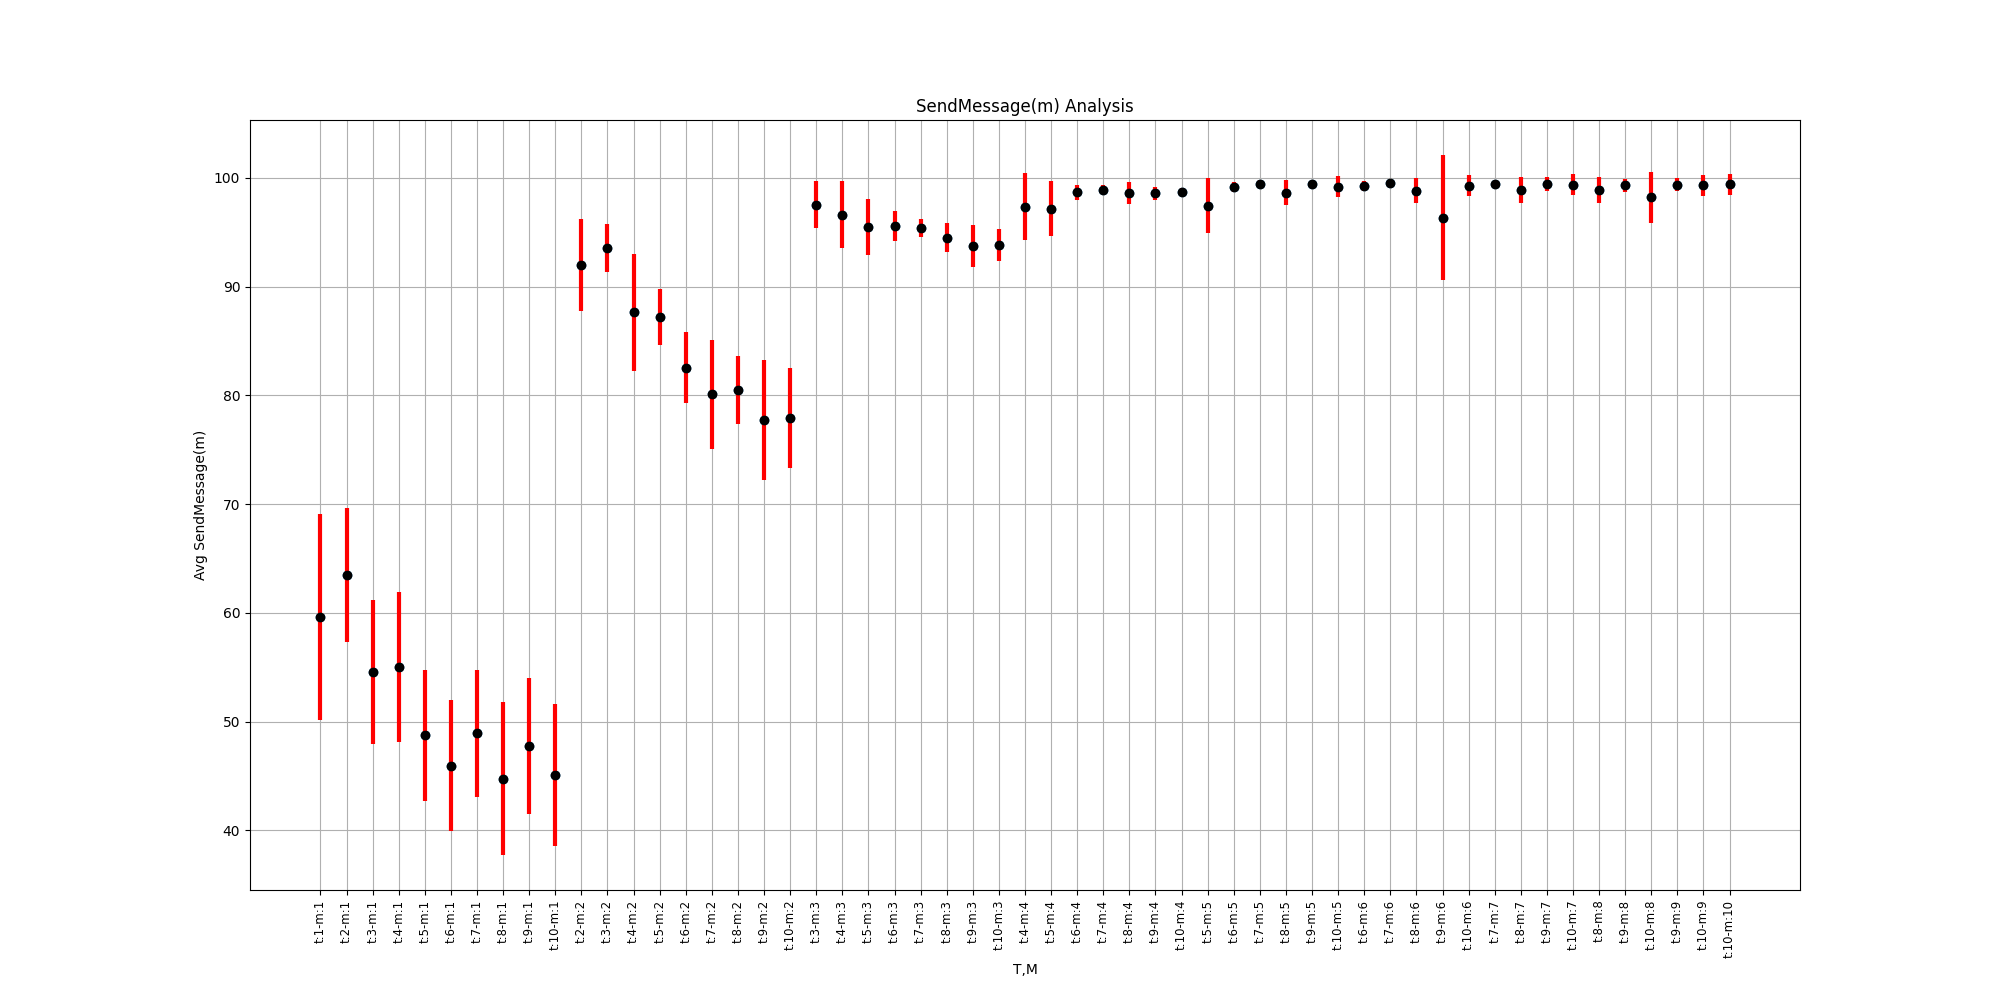 SendMessage(m) Analysis
Avg SendMessage(m)
100
90
80
70
60
50
40
t:1-m:1
t:2-m:1
t:3-m:1
t:4-m:1
t:5-m:1
t:6-m:1
t:7-m:1
t:8-m:1
t:9-m:1
t:10-m:1
t:2-m:2
t:3-m:2
t:4-m:2
t:5-m:2
t:6-m:2
t:7-m:2
t:8-m:2
t:9-m:2
t:10-m:2
t:3-m:3
t:4-m:3
t:5-m:3
t:6-m:3
t:7-m:3
t:8-m:3
t:9-m:3
t:10-m:3
t:4-m:4
t:5-m:4
t:6-m:4
t:7-m:4
t:8-m:4
t:9-m:4
t:10-m:4
t:5-m:5
t:6-m:5
t:7-m:5
t:8-m:5
t:9-m:5
t:10-m:5
t:6-m:6
t:7-m:6
t:8-m:6
t:9-m:6
t:10-m:6
t:7-m:7
t:8-m:7
t:9-m:7
t:10-m:7
t:8-m:8
t:9-m:8
t:10-m:8
t:9-m:9
t:10-m:9
t:10-m:10
T,M